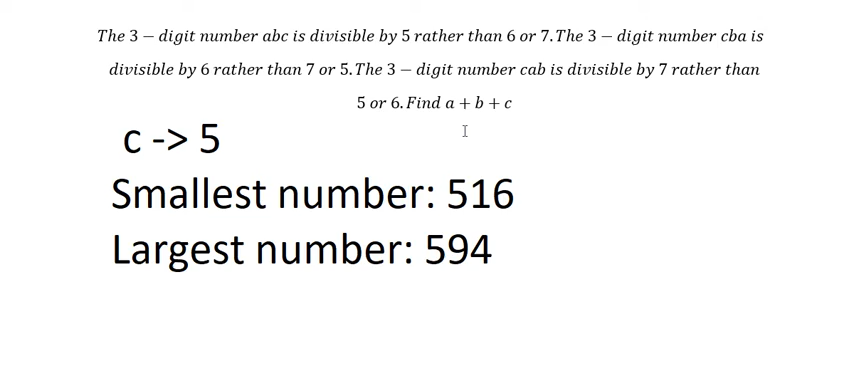 The 3 − digit number abc is divisible by 5 rather than 6 or 7. The 3 − digit number cba is
divisible by 6 rather than 7 or 5. The 3 − digit number cab is divisible by 7 rather than
5 or 6. Find a + b + c
c -> 5
Smallest number: 516
Largest number: 594